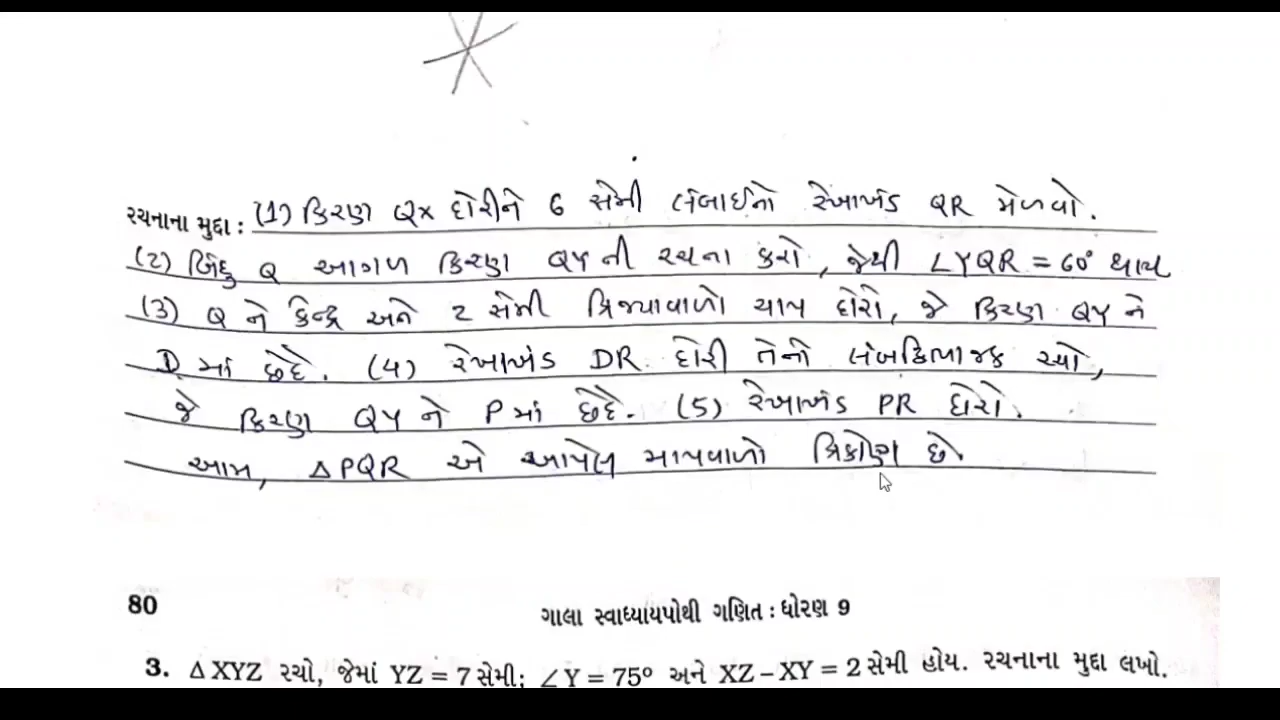 રચનાના મુદ્દા : (1) કિરણ QX દોરીને 6 સેમી લંબાઈનો રેખાખંડ QR મેળવો.
(2) બિંદુ Q આગળ કિરણ QY ની રચના કરો, જેથી ∠YQR = 60° થાય
(3) Q ને કેન્દ્ર અને 2 સેમી ત્રિજ્યાવાળો ચાપ દોરો, જે કિરણ QY ને
D માં છેદે. (4) રેખાખંડ DR દોરી તેનો લંબદ્વિભાજક રચો,
જે કિરણ QY ને P માં છેદે. (5) રેખાખંડ PR દોરો.
આમ, △PQR એ આપેલ માપવાળો ત્રિકોણ છે.
80
ગાલા સ્વાધ્યાયપોથી ગણિત : ધોરણ 9
3. △XYZ રચો, જેમાં YZ = 7 સેમી; ∠Y = 75° અને XZ – XY = 2 સેમી હોય. રચનાના મુદ્દા લખો.